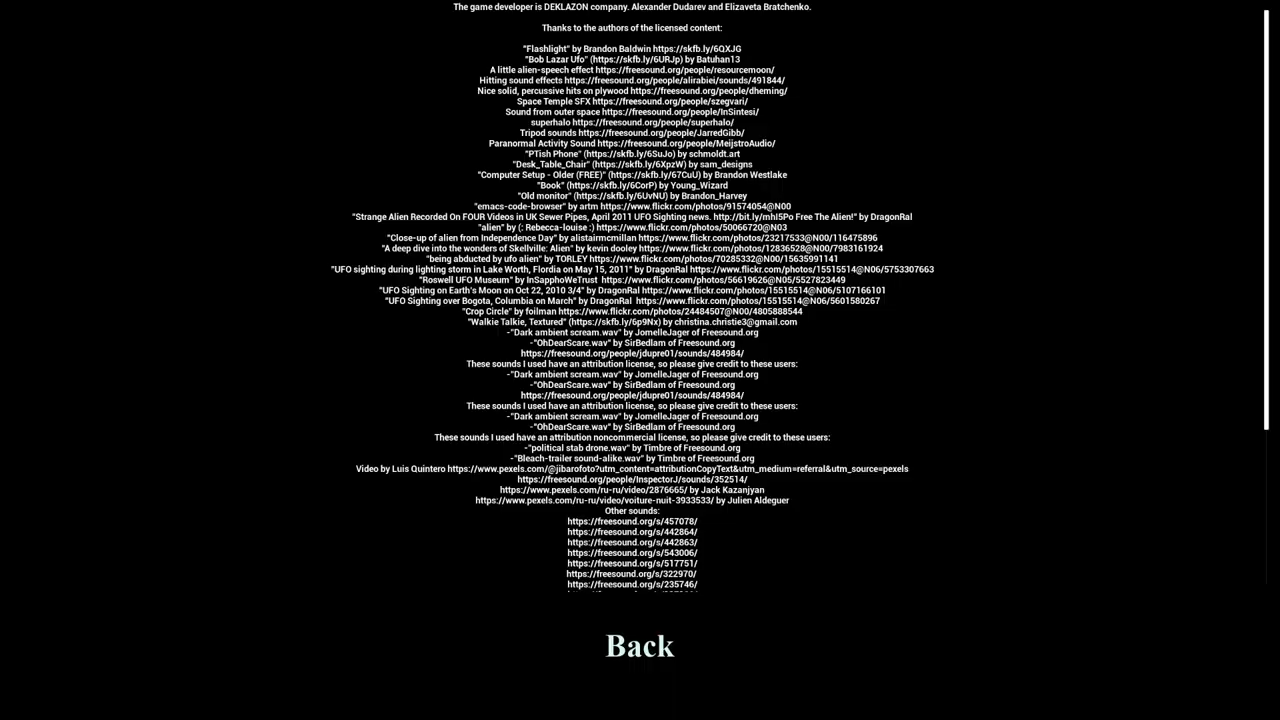 The game developer is DEKLAZON company. Alexander Dudarev and Elizaveta Bratchenko.
Thanks to the authors of the licensed content:
"Flashlight" by Brandon Baldwin https://skfb.ly/6QXJG
"Bob Lazar Ufo" (https://skfb.ly/6URJp) by Batuhan13
A little alien-speech effect https://freesound.org/people/resourcemoon/
Hitting sound effects https://freesound.org/people/alirabiei/sounds/491844/
Nice solid, percussive hits on plywood https://freesound.org/people/dheming/
Space Temple SFX https://freesound.org/people/szegvari/
Sound from outer space https://freesound.org/people/InSintesi/
superhalo https://freesound.org/people/superhalo/
Tripod sounds https://freesound.org/people/JarredGibb/
Paranormal Activity Sound https://freesound.org/people/MeijstroAudio/
"PTish Phone" (https://skfb.ly/6SuJo) by schmoldt.art
"Desk_Table_Chair" (https://skfb.ly/6XpzW) by sam_designs
"Computer Setup - Older (FREE)" (https://skfb.ly/67CuU) by Brandon Westlake
"Book" (https://skfb.ly/6CorP) by Young_Wizard
"Old monitor" (https://skfb.ly/6UvNU) by Brandon_Harvey
"emacs-code-browser" by artm https://www.flickr.com/photos/91574054@N00
"Strange Alien Recorded On FOUR Videos in UK Sewer Pipes, April 2011 UFO Sighting news. http://bit.ly/mhI5Po Free The Alien!" by DragonRal
"alien" by (: Rebecca-louise :) https://www.flickr.com/photos/50066720@N03
"Close-up of alien from Independence Day" by alistairmcmillan https://www.flickr.com/photos/23217533@N00/116475896
"A deep dive into the wonders of Skellville: Alien" by kevin dooley https://www.flickr.com/photos/12836528@N00/7983161924
"being abducted by ufo alien" by TORLEY https://www.flickr.com/photos/70285332@N00/15635991141
"UFO sighting during lighting storm in Lake Worth, Flordia on May 15, 2011" by DragonRal https://www.flickr.com/photos/15515514@N06/5753307663
"Roswell UFO Museum" by InSapphoWeTrust https://www.flickr.com/photos/56619626@N05/5527823449
"UFO Sighting on Earth's Moon on Oct 22, 2010 3/4" by DragonRal https://www.flickr.com/photos/15515514@N06/5107166101
"UFO Sighting over Bogota, Columbia on March" by DragonRal https://www.flickr.com/photos/15515514@N06/5601580267
"Crop Circle" by foilman https://www.flickr.com/photos/24484507@N00/4805888544
"Walkie Talkie, Textured" (https://skfb.ly/6p9Nx) by christina.christie3@gmail.com
-"Dark ambient scream.wav" by JomelleJager of Freesound.org
-"OhDearScare.wav" by SirBedlam of Freesound.org
https://freesound.org/people/jdupre01/sounds/484984/
These sounds I used have an attribution license, so please give credit to these users:
-"Dark ambient scream.wav" by JomelleJager of Freesound.org
-"OhDearScare.wav" by SirBedlam of Freesound.org
https://freesound.org/people/jdupre01/sounds/484984/
These sounds I used have an attribution license, so please give credit to these users:
-"Dark ambient scream.wav" by JomelleJager of Freesound.org
-"OhDearScare.wav" by SirBedlam of Freesound.org
These sounds I used have an attribution noncommercial license, so please give credit to these users:
-"political stab drone.wav" by Timbre of Freesound.org
-"Bleach-trailer sound-alike.wav" by Timbre of Freesound.org
Video by Luis Quintero https://www.pexels.com/@jibarofoto?utm_content=attributionCopyText&utm_medium=referral&utm_source=pexels
https://freesound.org/people/InspectorJ/sounds/352514/
https://www.pexels.com/ru-ru/video/2876665/ by Jack Kazanjyan
https://www.pexels.com/ru-ru/video/voiture-nuit-3933533/ by Julien Aldeguer
Other sounds:
https://freesound.org/s/457078/
https://freesound.org/s/442864/
https://freesound.org/s/442863/
https://freesound.org/s/543006/
https://freesound.org/s/517751/
https://freesound.org/s/322970/
https://freesound.org/s/235746/
Back